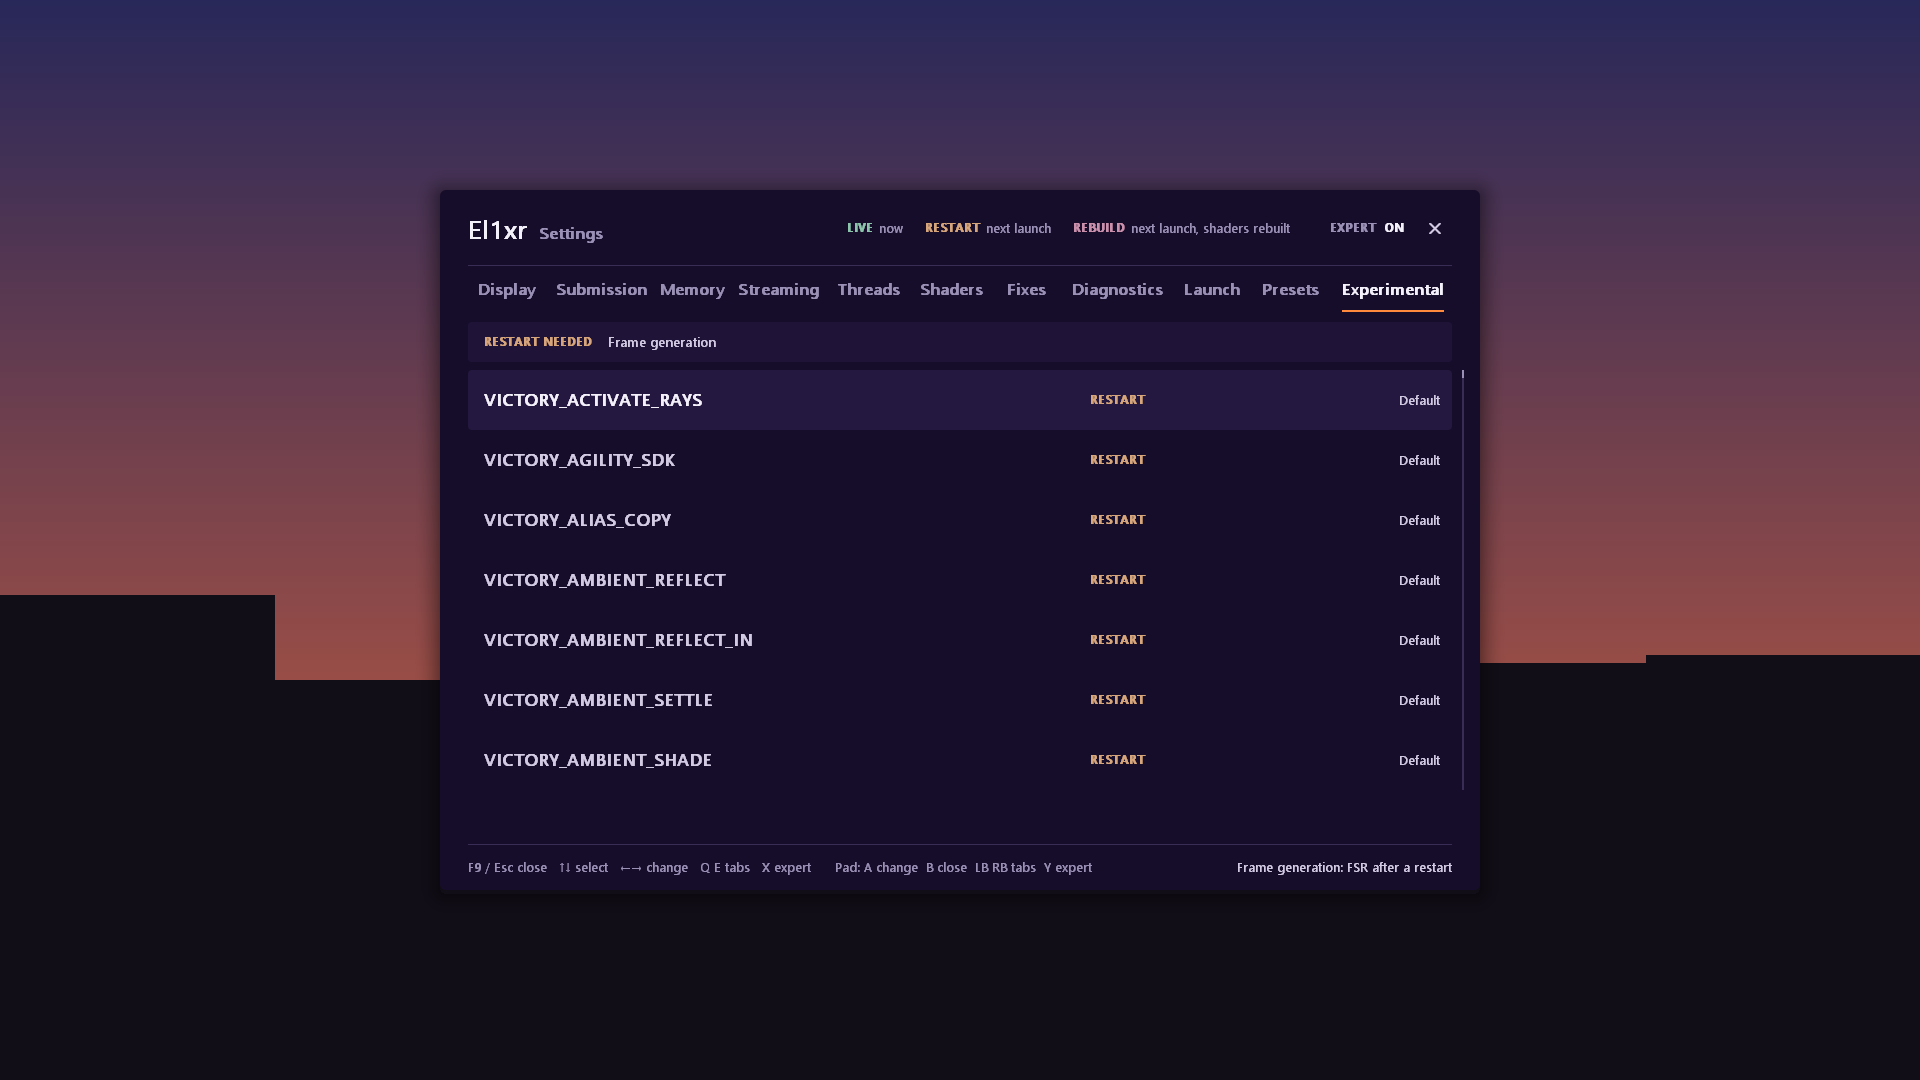 El1xr Settings LIVE now RESTART next launch REBUILD next launch, shaders rebuilt EXPERT ON ✕
Display Submission Memory Streaming Threads Shaders Fixes Diagnostics Launch Presets Experimental
RESTART NEEDED Frame generation
VICTORY_ACTIVATE_RAYS RESTART Default
VICTORY_AGILITY_SDK RESTART Default
VICTORY_ALIAS_COPY RESTART Default
VICTORY_AMBIENT_REFLECT RESTART Default
VICTORY_AMBIENT_REFLECT_IN RESTART Default
VICTORY_AMBIENT_SETTLE RESTART Default
VICTORY_AMBIENT_SHADE RESTART Default
F9 / Esc close ↑↓ select ←→ change Q E tabs X expert Pad: A change B close LB RB tabs Y expert Frame generation: FSR after a restart